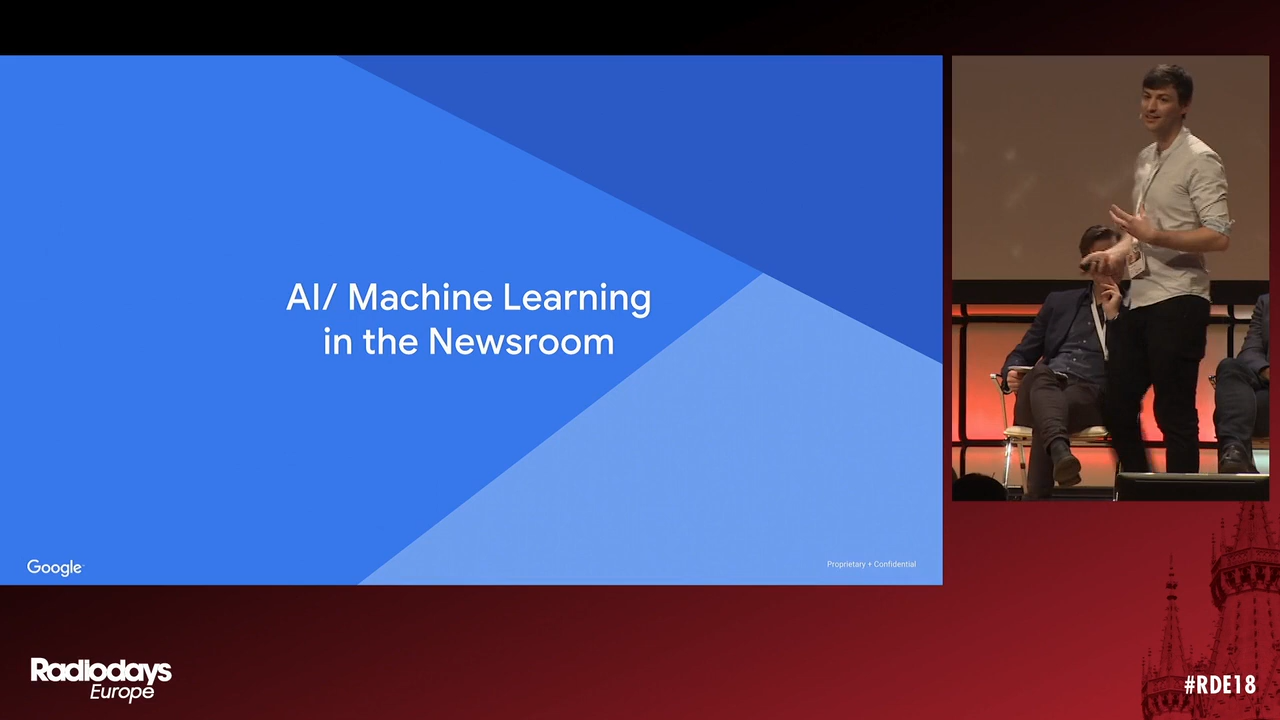 AI/ Machine Learning
in the Newsroom
Google
Proprietary + Confidential
Radiodays
Europe
#RDE18